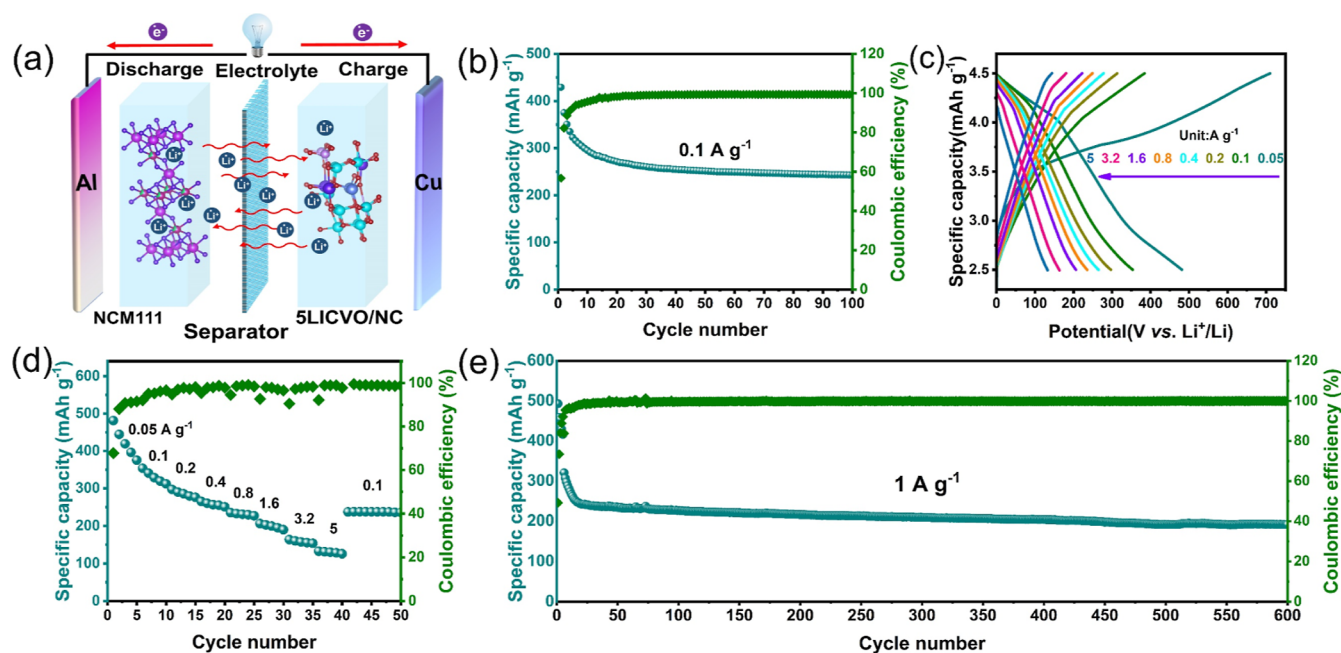 (a)
e-
e-
Discharge
Electrolyte
Charge
Al
Cu
Li+
Li+
Li+
Li+
Li+
Li+
Li+
Li+
Li+
Li+
Li+
Li+
NCM111
Separator
5LICVO/NC
(b)
Specific capacity (mAh g-1)
500
450
400
350
300
250
200
150
100
50
0
0.1 A g-1
120
100
80
60
40
20
0
Coulombic efficiency (%)
0 10 20 30 40 50 60 70 80 90 100
Cycle number
(c)
Specific capacity(mAh g-1)
4.5
4.0
3.5
3.0
2.5
Unit:A g-1
5 3.2 1.6 0.8 0.4 0.2 0.1 0.05
0 100 200 300 400 500 600 700
Potential(V vs. Li+/Li)
(d)
Specific capacity (mAh g-1)
600
500
400
300
200
100
0
0.05 A g-1
0.1
0.2
0.4
0.8
1.6
3.2
5
0.1
100
80
60
40
20
0
Coulombic efficiency (%)
0 5 10 15 20 25 30 35 40 45 50
Cycle number
(e)
Specific capacity (mAh g-1)
600
500
400
300
200
100
0
1 A g-1
120
100
80
60
40
20
0
Coulombic efficiency (%)
0 50 100 150 200 250 300 350 400 450 500 550 600
Cycle number